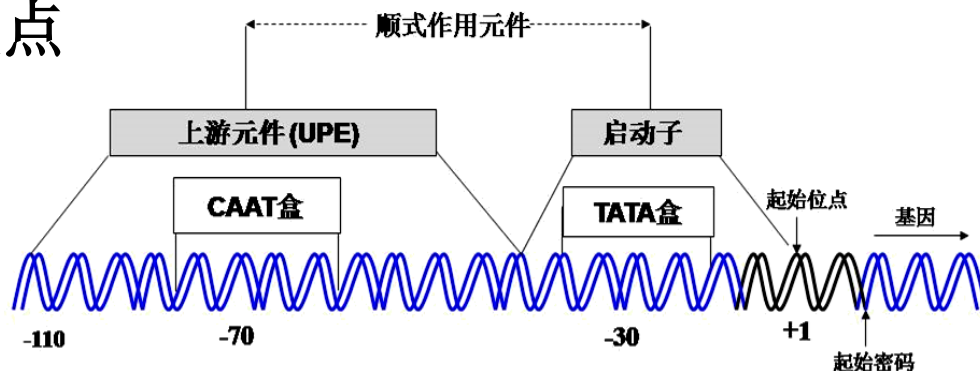 点
顺式作用元件
上游元件(UPE)
启动子
CAAT盒
TATA盒
起始位点
基因
-110
-70
-30
+1
起始密码